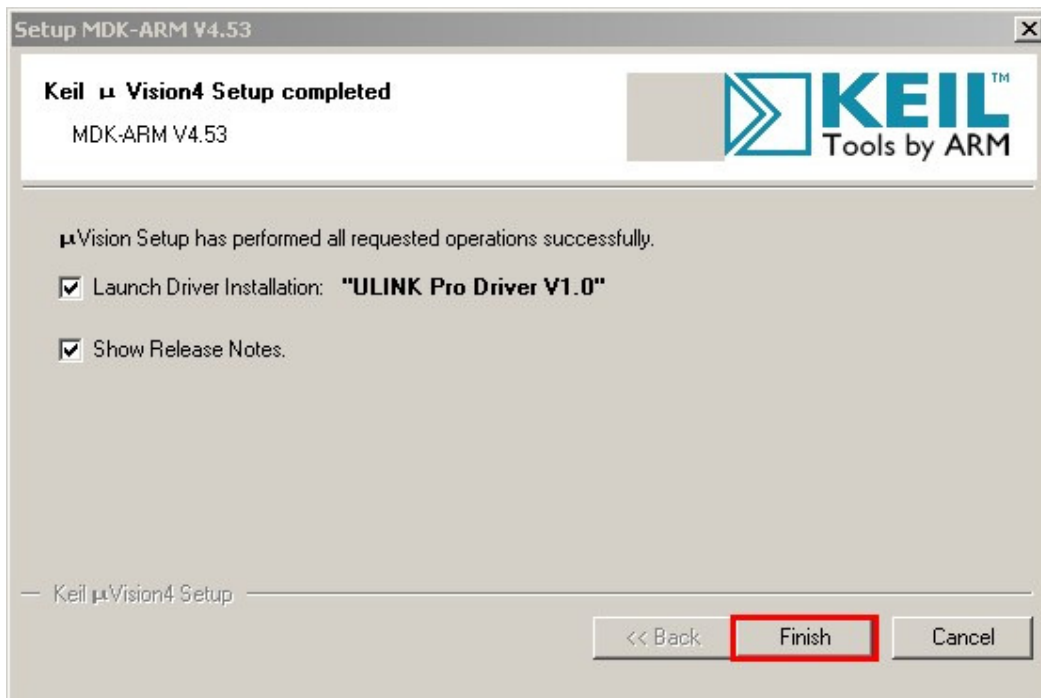 Setup MDK-ARM V4.53
Keil μ Vision4 Setup completed
MDK-ARM V4.53
KEIL™
Tools by ARM
μVision Setup has performed all requested operations successfully.
Launch Driver Installation: "ULINK Pro Driver V1.0"
Show Release Notes.
Keil μVision4 Setup
<< Back Finish Cancel